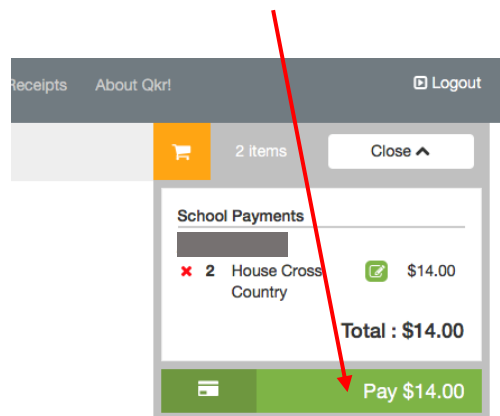 Receipts About Qkr! Logout
2 items Close
School Payments
2 House Cross $14.00
Country
Total : $14.00
Pay $14.00